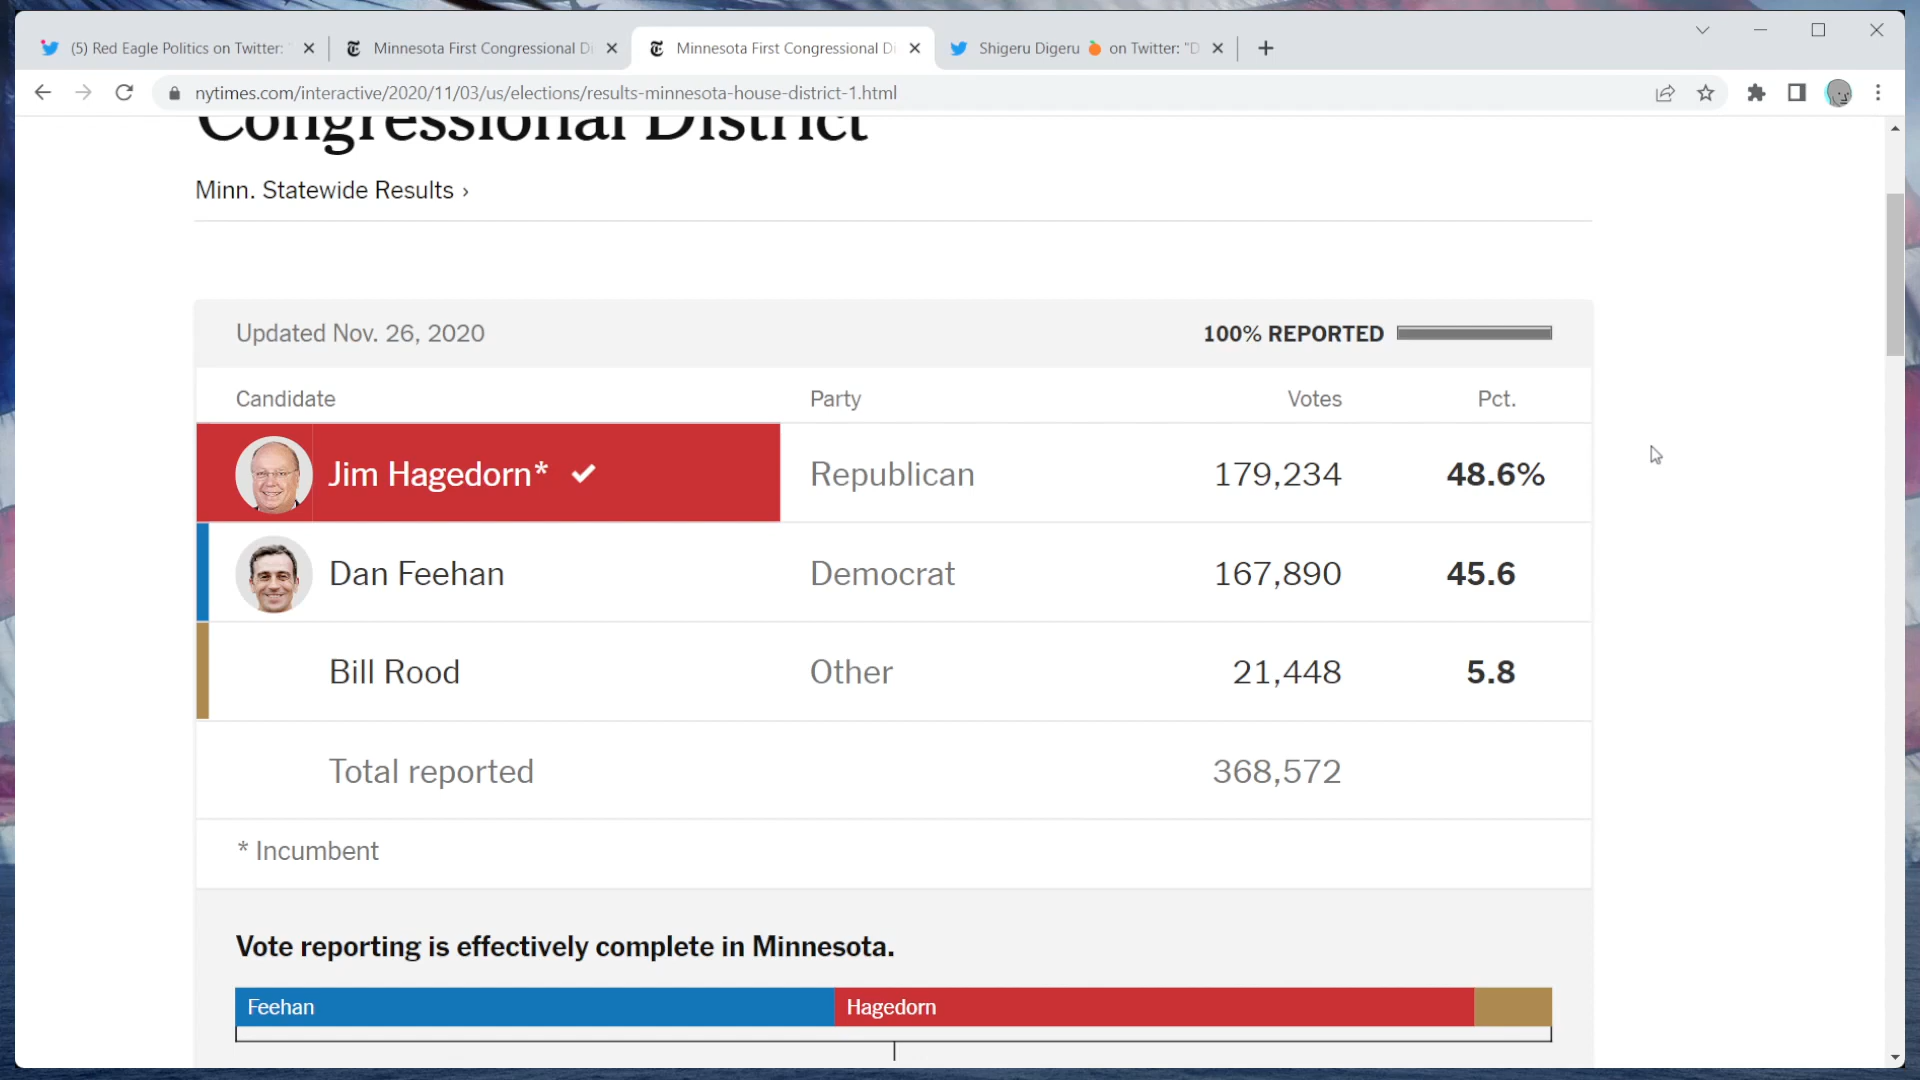 (5) Red Eagle Politics on Twitter:
Minnesota First Congressional Di
Minnesota First Congressional Di
Shigeru Digeru 🍊 on Twitter: "D
nytimes.com/interactive/2020/11/03/us/elections/results-minnesota-house-district-1.html
Congressional District
Minn. Statewide Results ›
Updated Nov. 26, 2020
100% REPORTED
Candidate Party Votes Pct.
Jim Hagedorn* ✔ Republican 179,234 48.6%
Dan Feehan Democrat 167,890 45.6
Bill Rood Other 21,448 5.8
Total reported 368,572
* Incumbent
Vote reporting is effectively complete in Minnesota.
Feehan Hagedorn